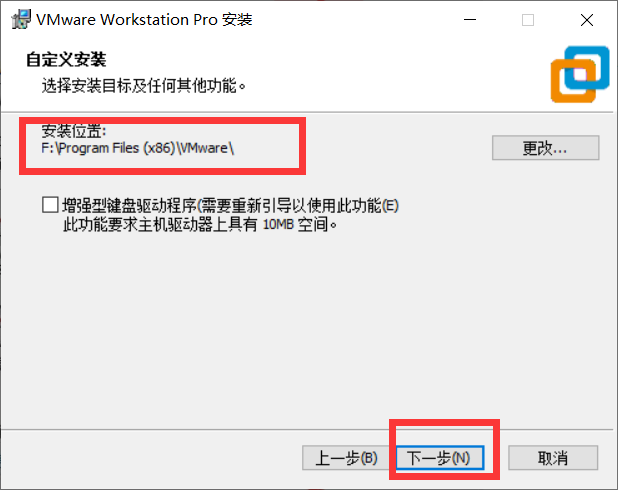 VMware Workstation Pro 安装
自定义安装
选择安装目标及任何其他功能。
安装位置:
F:\Program Files (x86)\VMware\
更改...
增强型键盘驱动程序(需要重新引导以使用此功能(E)
此功能要求主机驱动器上具有 10MB 空间。
上一步(B)
下一步(N)
取消